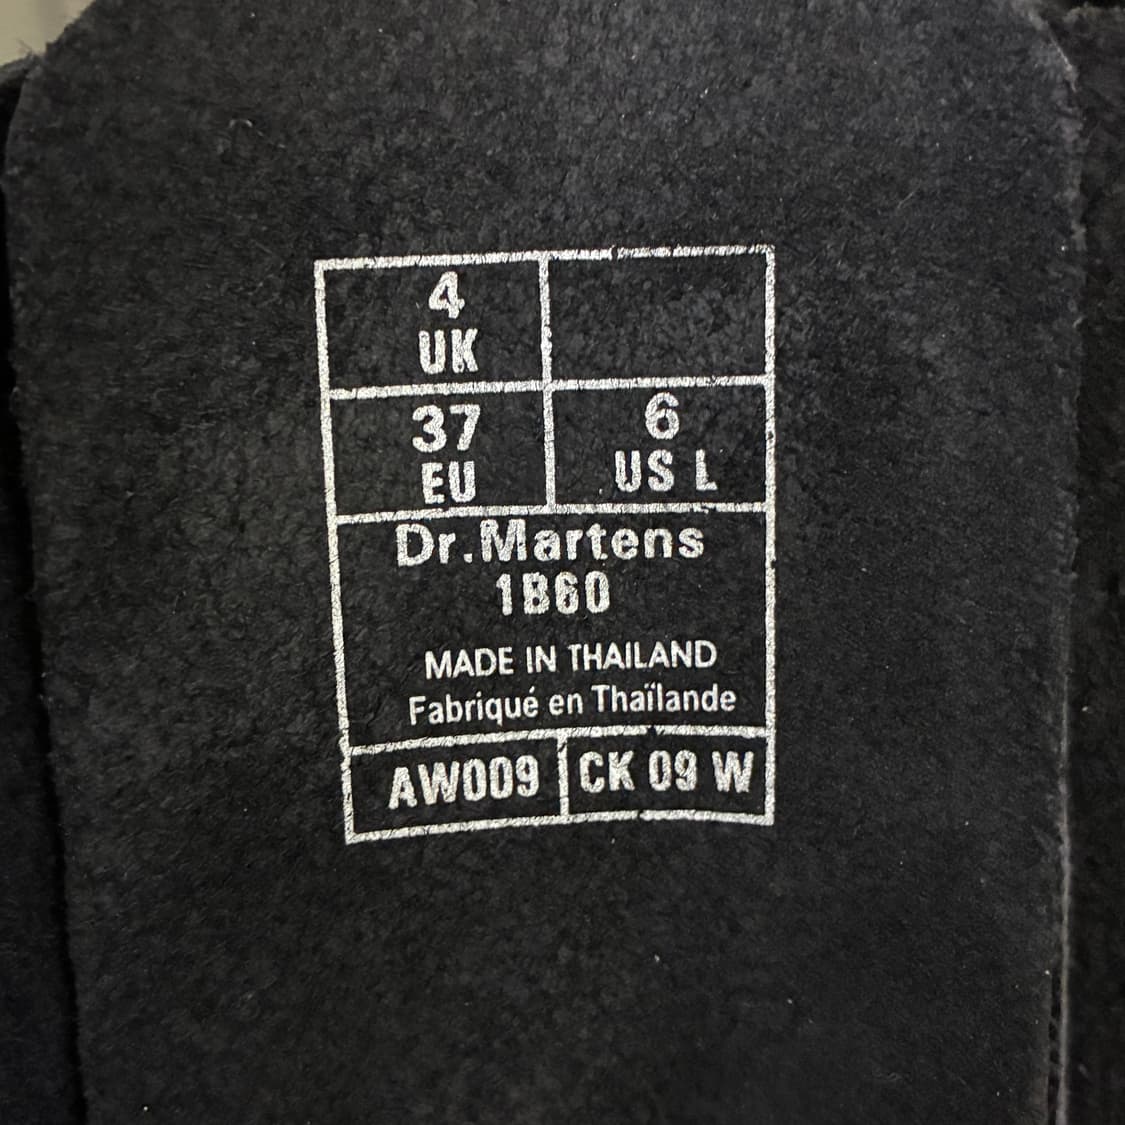 4
UK
37
EU
6
US L
Dr.Martens
1B60
MADE IN THAILAND
Fabriqué en Thaïlande
AW009
CK 09 W